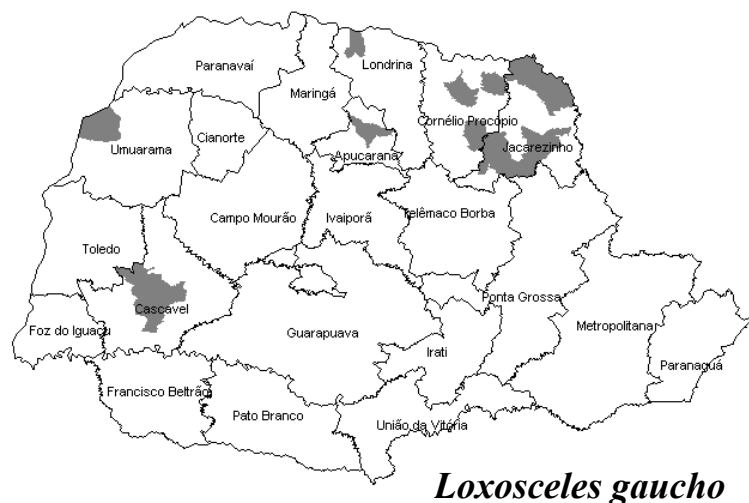 Paranavaí
Londrina
Maringá
Cornélio Procópio
Cianorte
Umuarama
Apucarana
Jacarezinho
Campo Mourão
Ivaiporã
Telêmaco Borba
Toledo
Cascavel
Ponta Grossa
Foz do Iguaçu
Guarapuava
Metropolitana
Irati
Paranaguá
Francisco Beltrão
Pato Branco
União da Vitória
Loxosceles gaucho